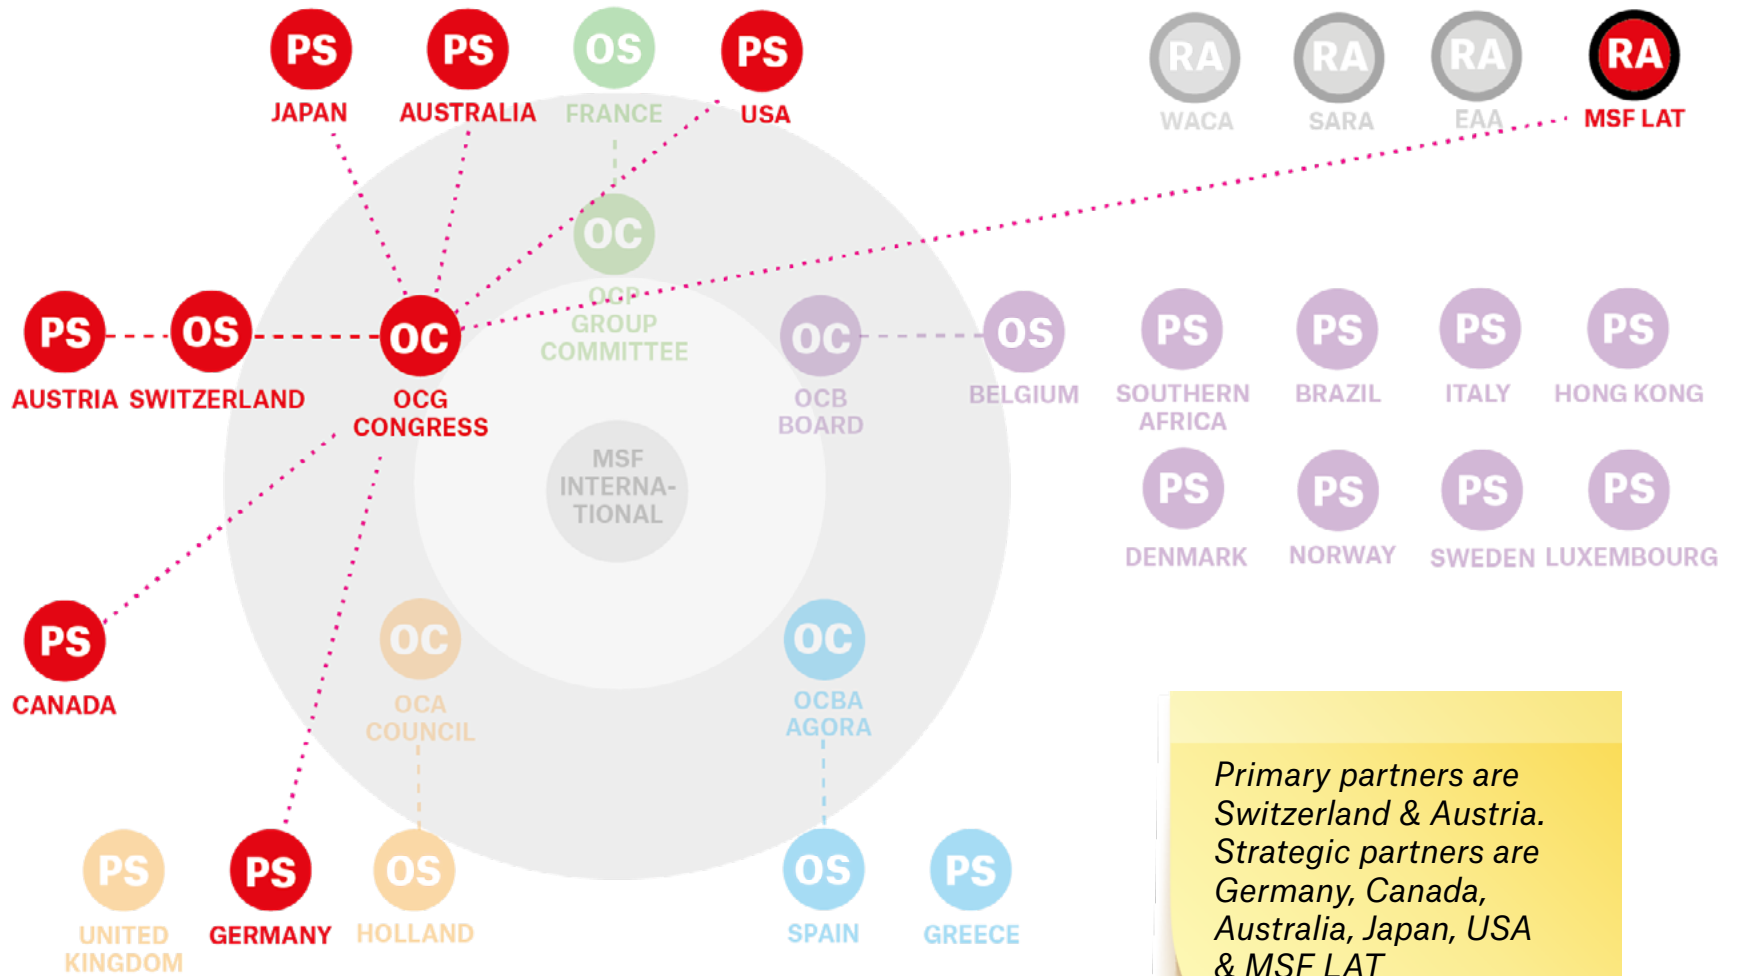 PS
PS
OS
PS
RA
RA
RA
RA
JAPAN
AUSTRALIA
FRANCE
USA
WACA
SARA
EAA
MSF LAT
OC
PS
OS
OC
OC
OS
PS
PS
PS
PS
OCP
GROUP
COMMITTEE
AUSTRIA
SWITZERLAND
OCG
CONGRESS
OCB
BOARD
BELGIUM
SOUTHERN
AFRICA
BRAZIL
ITALY
HONG KONG
MSF
INTERNA-
TIONAL
PS
PS
PS
PS
DENMARK
NORWAY
SWEDEN
LUXEMBOURG
PS
CANADA
OC
OCA
COUNCIL
OC
OCBA
AGORA
PS
UNITED
KINGDOM
PS
GERMANY
OS
HOLLAND
OS
SPAIN
PS
GREECE
Primary partners are
Switzerland & Austria.
Strategic partners are
Germany, Canada,
Australia, Japan, USA
& MSF LAT